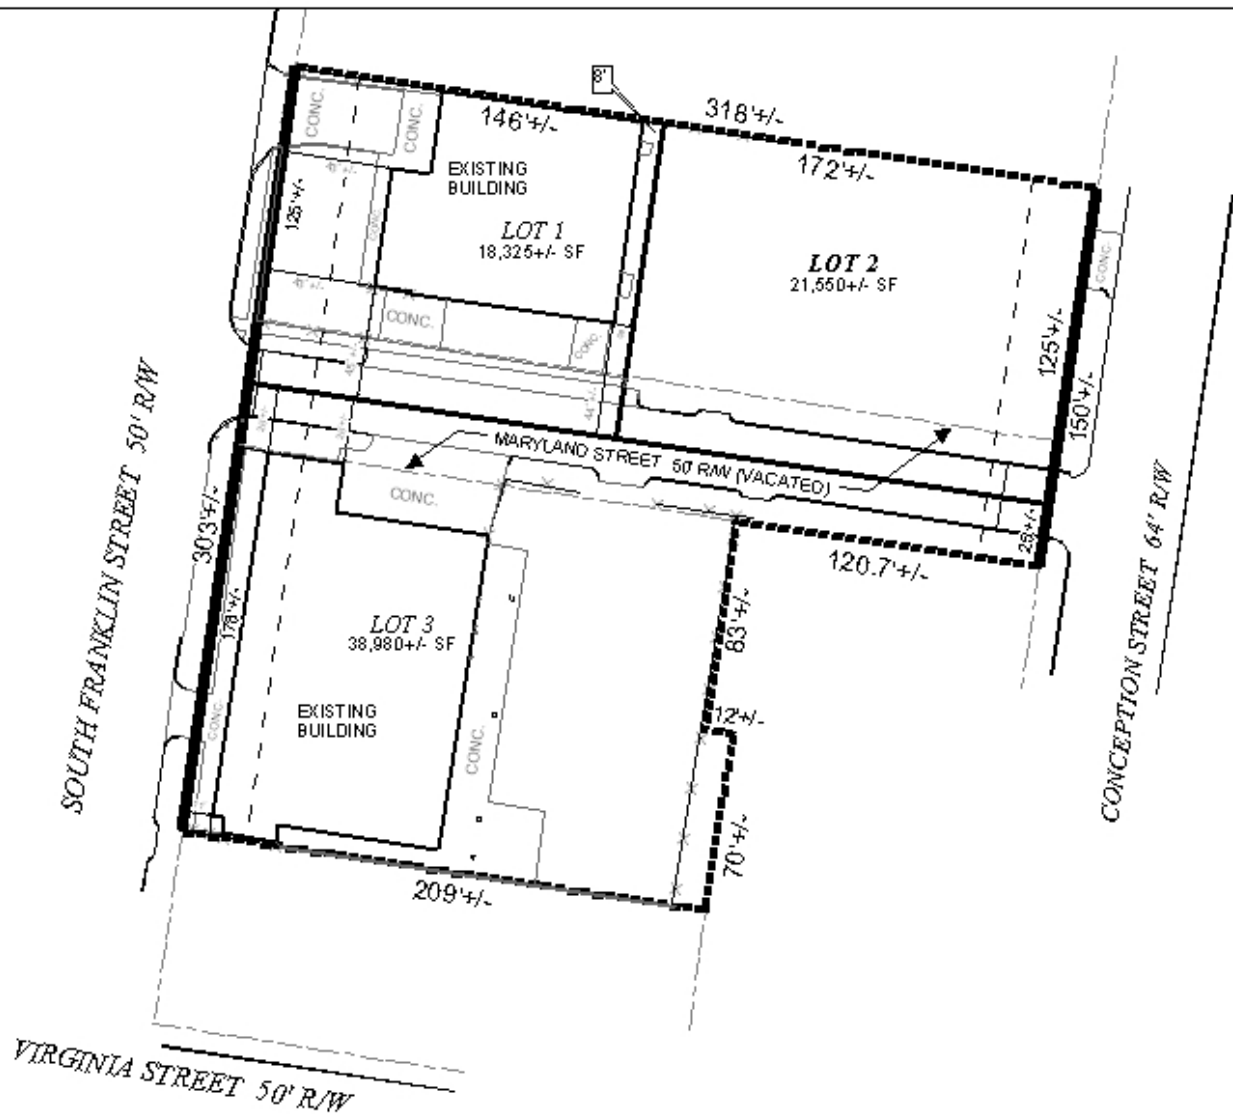 8'
318'+/-
146'+/-
172'+/-
CONC.
CONC.
EXISTING
BUILDING
LOT 1
18,325+/- SF
LOT 2
21,550+/- SF
CONC.
125'+/-
CONC.
CONC.
CONC.
125'+/-
150'+/-
MARYLAND STREET 50' R/W (VACATED)
SOUTH FRANKLIN STREET 50' R/W
CONC.
303'+/-
178'+/-
120.7'+/-
25'+/-
83'+/-
CONCEPTION STREET 64' R/W
LOT 3
38,980+/- SF
EXISTING
BUILDING
CONC.
CONC.
12'+/-
70'+/-
209'+/-
VIRGINIA STREET 50' R/W